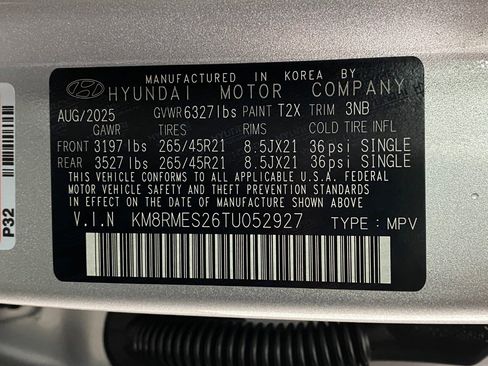 MANUFACTURED IN KOREA BY
HYUNDAI MOTOR COMPANY
AUG/2025 GVWR 6327lbs PAINT T2X TRIM 3NB
GAWR TIRES RIMS COLD TIRE INFL
FRONT 3197lbs 265/45R21 8.5JX21 36psi SINGLE
REAR 3527lbs 265/45R21 8.5JX21 36psi SINGLE
THIS VEHICLE CONFORMS TO ALL APPLICABLE U.S.A. FEDERAL
MOTOR VEHICLE SAFETY AND THEFT PREVENTION STANDARDS
IN EFFECT ON THE DATE OF MANUFACTURE SHOWN ABOVE.
V.I.N KM8RMES26TU052927 TYPE : MPV
P32